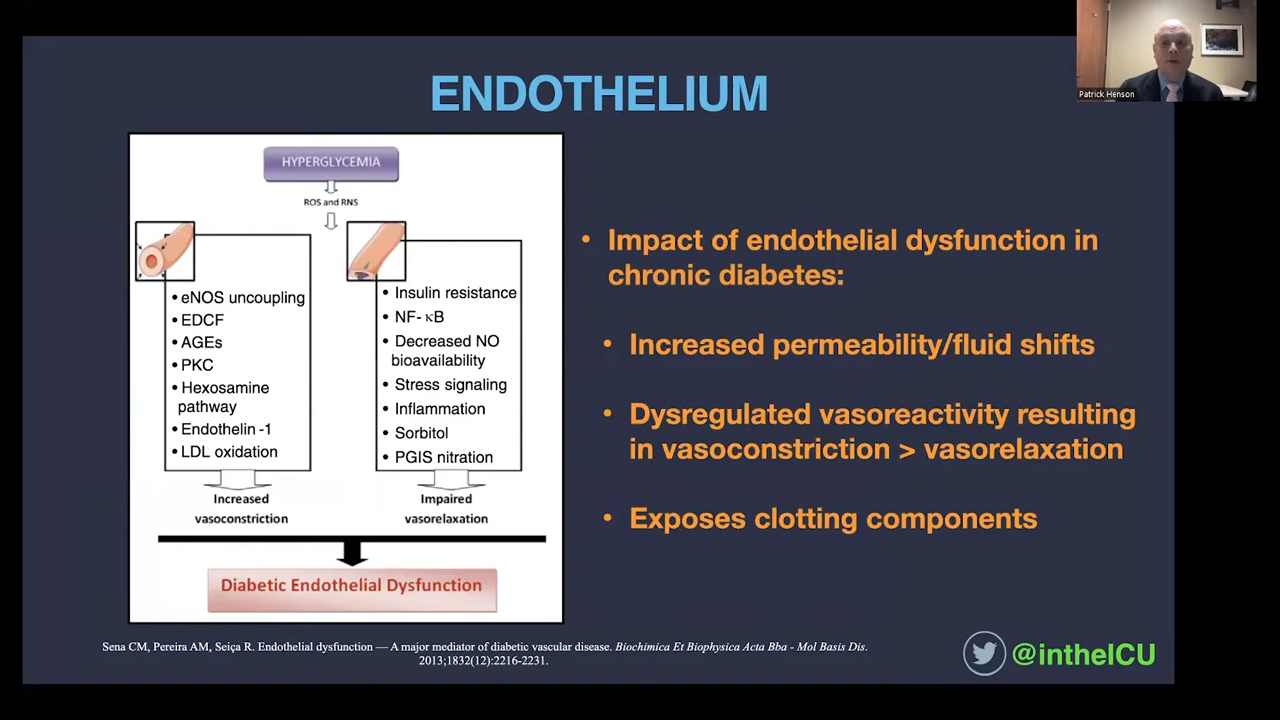 ENDOTHELIUM
Patrick Henson
HYPERGLYCEMIA
ROS and RNS
• eNOS uncoupling
• EDCF
• AGEs
• PKC
• Hexosamine
pathway
• Endothelin -1
• LDL oxidation
Increased
vasoconstriction
• Insulin resistance
• NF- κB
• Decreased NO
bioavailability
• Stress signaling
• Inflammation
• Sorbitol
• PGIS nitration
Impaired
vasorelaxation
Diabetic Endothelial Dysfunction
• Impact of endothelial dysfunction in
chronic diabetes:
• Increased permeability/fluid shifts
• Dysregulated vasoreactivity resulting
in vasoconstriction > vasorelaxation
• Exposes clotting components
Sena CM, Pereira AM, Seiça R. Endothelial dysfunction — A major mediator of diabetic vascular disease. Biochimica Et Biophysica Acta Bba - Mol Basis Dis.
2013;1832(12):2216-2231.
@intheICU